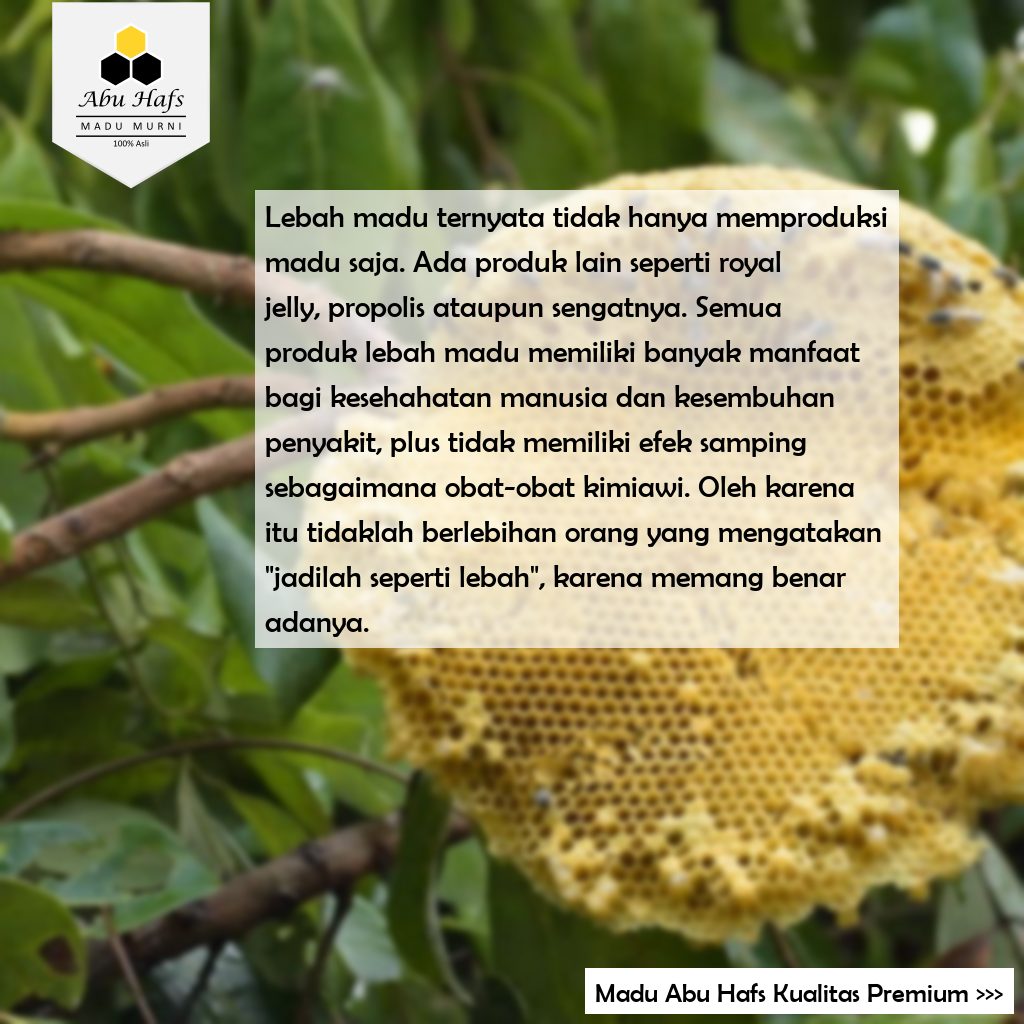 Abu Hafs
MADU MURNI
100% Asli
Lebah madu ternyata tidak hanya memproduksi
madu saja. Ada produk lain seperti royal
jelly, propolis ataupun sengatnya. Semua
produk lebah madu memiliki banyak manfaat
bagi kesehahatan manusia dan kesembuhan
penyakit, plus tidak memiliki efek samping
sebagaimana obat-obat kimiawi. Oleh karena
itu tidaklah berlebihan orang yang mengatakan
"jadilah seperti lebah", karena memang benar
adanya.
Madu Abu Hafs Kualitas Premium >>>